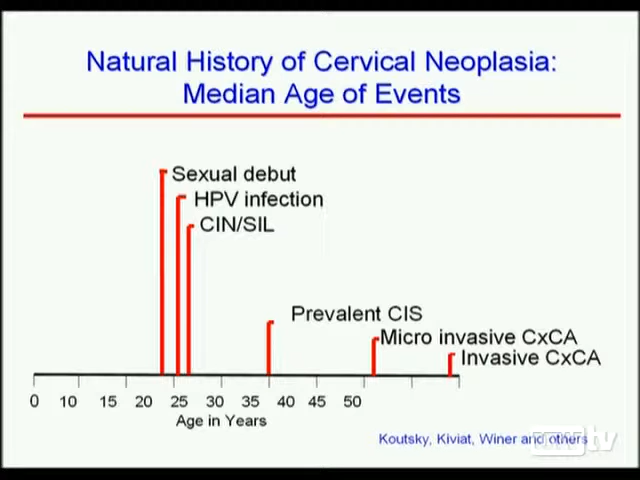 Natural History of Cervical Neoplasia:
Median Age of Events
Sexual debut
HPV infection
CIN/SIL
Prevalent CIS
Micro invasive CxCA
Invasive CxCA
0 10 15 20 25 30 35 40 45 50
Age in Years
Koutsky, Kiviat, Winer and others
tv